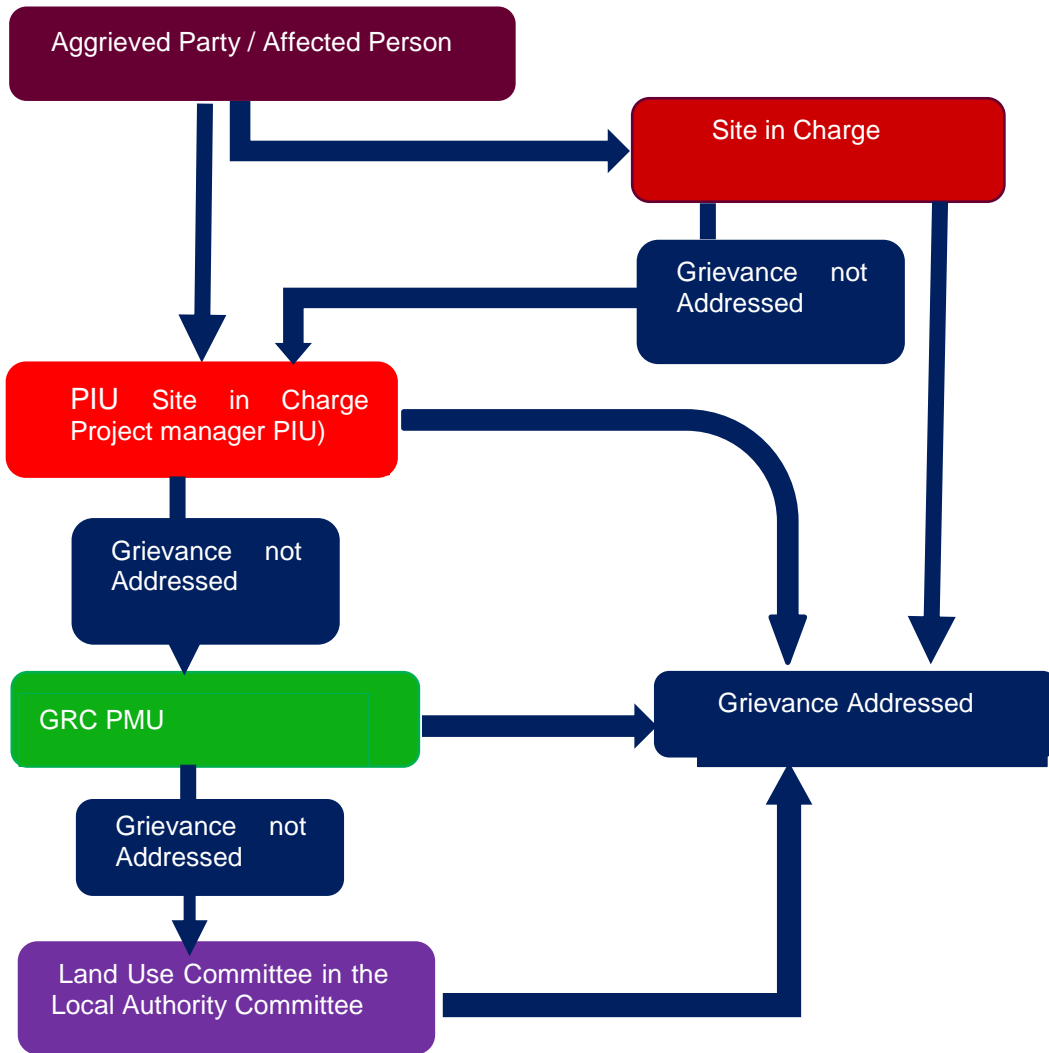 Aggrieved Party / Affected Person
Site in Charge
Grievance not
Addressed
PIU Site in Charge
Project manager PIU)
Grievance not
Addressed
GRC PMU
Grievance Addressed
Grievance not
Addressed
Land Use Committee in the
Local Authority Committee